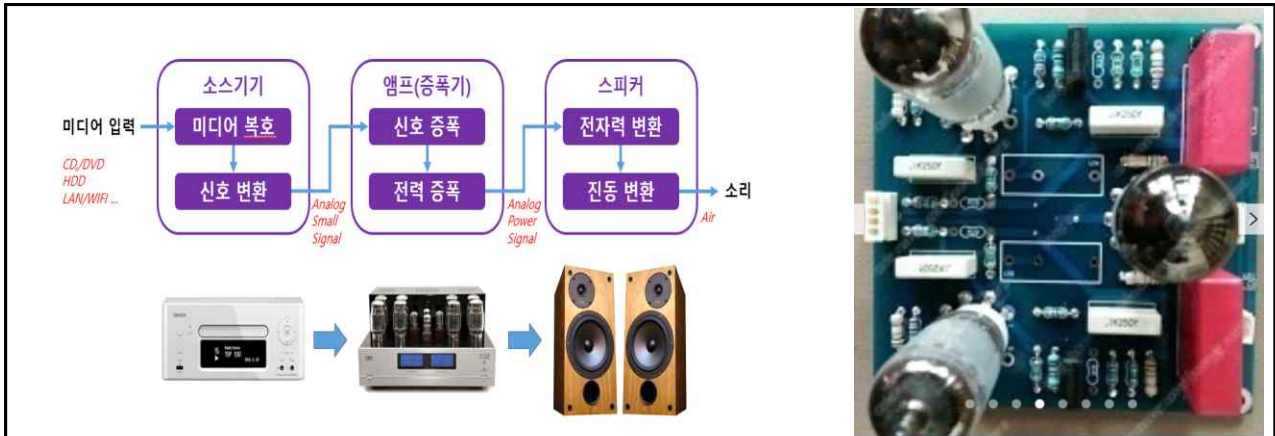 소스기기
앰프(증폭기)
스피커
미디어 입력
미디어 복호
신호 증폭
전자력 변환
CD,/DVD
HDD
LAN/WIFI ...
신호 변환
전력 증폭
진동 변환
소리
Analog
Small
Signal
Analog
Power
Signal
Air